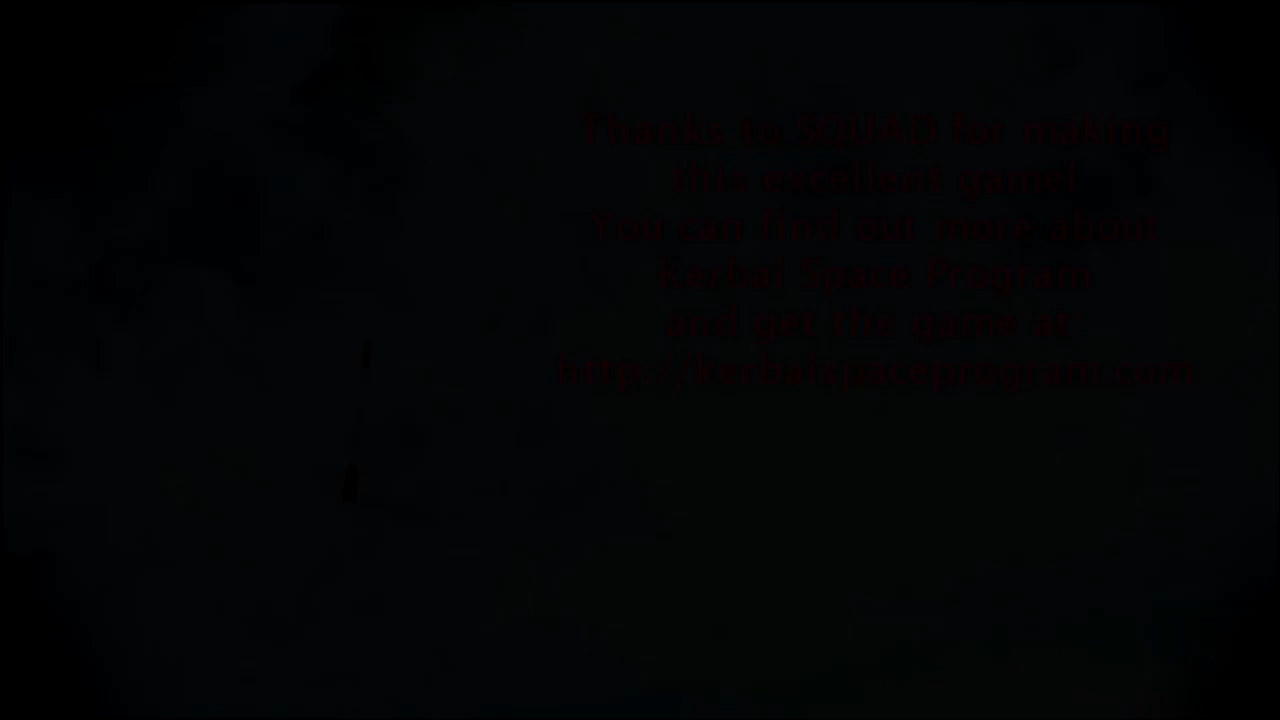 Thanks to SQUAD for making
this excellent game!
You can find out more about
Kerbal Space Program
and get the game at:
http://kerbalspaceprogram.com